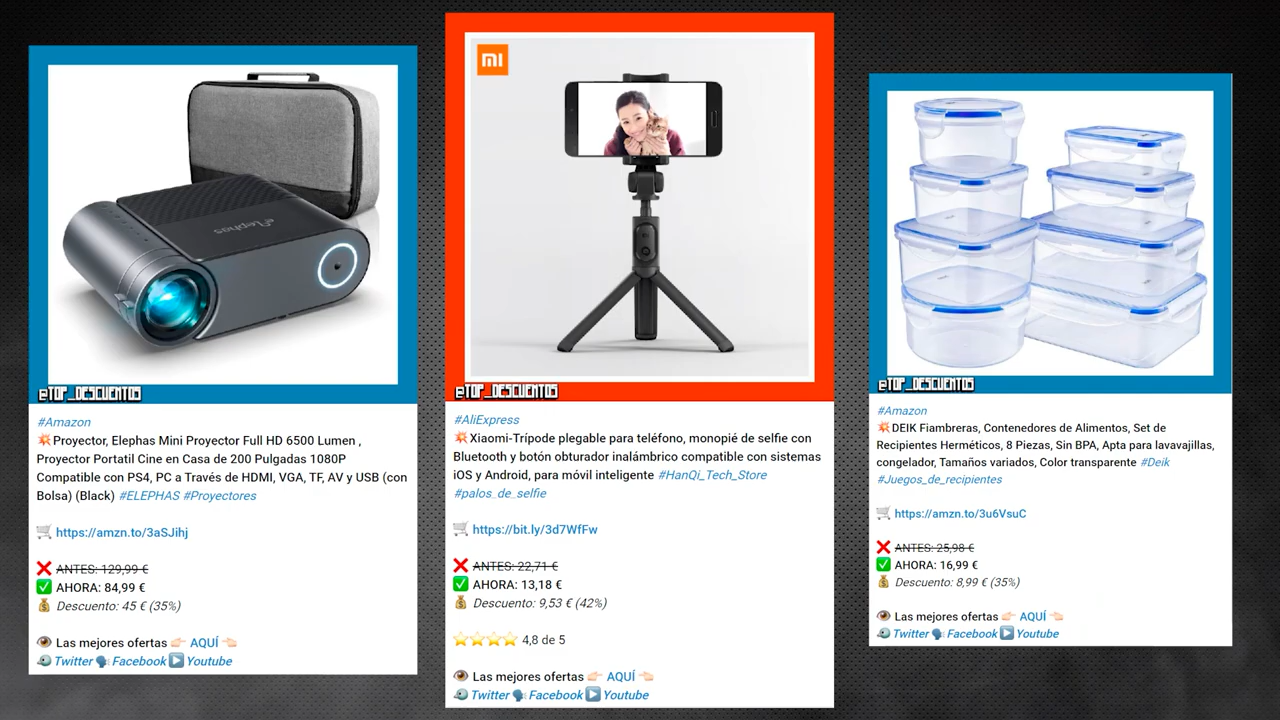 eLephas
@TOP_DESCUENTOS
#Amazon
💥Proyector, Elephas Mini Proyector Full HD 6500 Lumen ,
Proyector Portatil Cine en Casa de 200 Pulgadas 1080P
Compatible con PS4, PC a Través de HDMI, VGA, TF, AV y USB (con
Bolsa) (Black) #ELEPHAS #Proyectores
🛒 https://amzn.to/3aSJihj
❌ ANTES: 129,99 €
✅ AHORA: 84,99 €
💰 Descuento: 45 € (35%)
👁 Las mejores ofertas 👉🏻 AQUÍ 👈🏻
🐦 Twitter 🗣 Facebook ▶️ Youtube
mi
@TOP_DESCUENTOS
#AliExpress
💥Xiaomi-Trípode plegable para teléfono, monopié de selfie con
Bluetooth y botón obturador inalámbrico compatible con sistemas
iOS y Android, para móvil inteligente #HanQi_Tech_Store
#palos_de_selfie
🛒 https://bit.ly/3d7WfFw
❌ ANTES: 22,71 €
✅ AHORA: 13,18 €
💰 Descuento: 9,53 € (42%)
⭐⭐⭐⭐ 4,8 de 5
👁 Las mejores ofertas 👉🏻 AQUÍ 👈🏻
🐦 Twitter 🗣 Facebook ▶️ Youtube
@TOP_DESCUENTOS
#Amazon
💥DEIK Fiambreras, Contenedores de Alimentos, Set de
Recipientes Herméticos, 8 Piezas, Sin BPA, Apta para lavavajillas,
congelador, Tamaños variados, Color transparente #Deik
#Juegos_de_recipientes
🛒 https://amzn.to/3u6VsuC
❌ ANTES: 25,98 €
✅ AHORA: 16,99 €
💰 Descuento: 8,99 € (35%)
👁 Las mejores ofertas 👉🏻 AQUÍ 👈🏻
🐦 Twitter 🗣 Facebook ▶️ Youtube